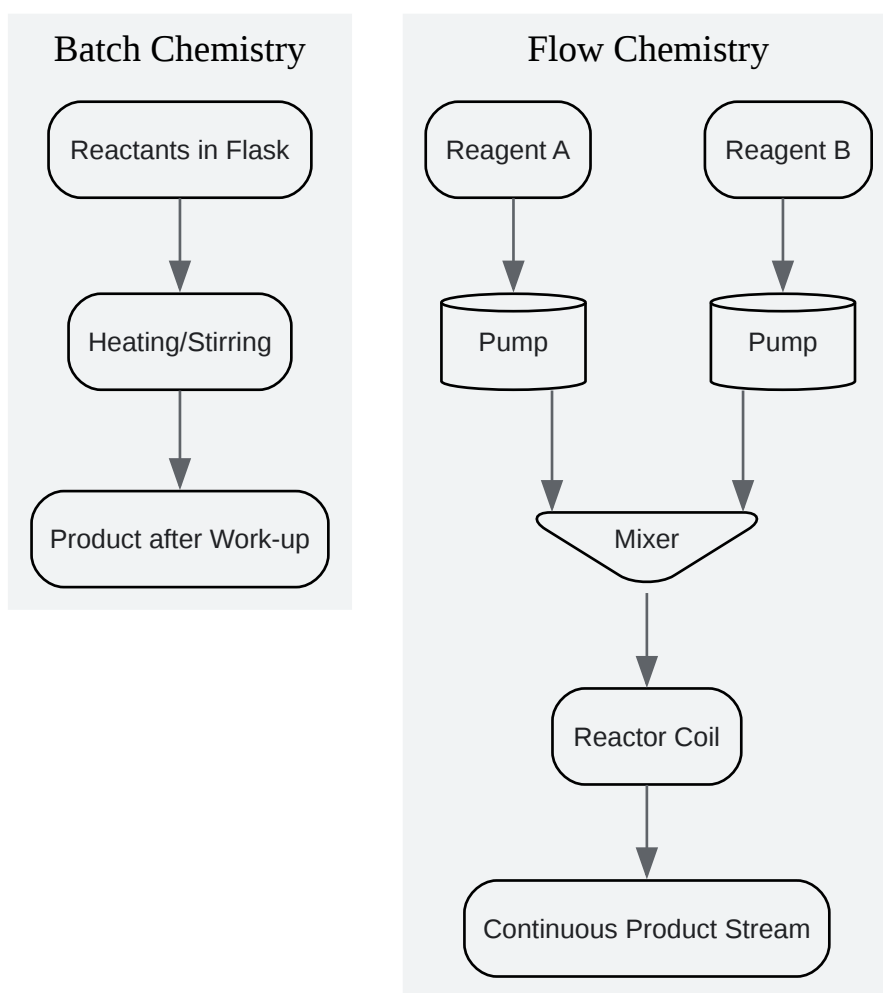 Batch Chemistry
Reactants in Flask
Heating/Stirring
Product after Work-up
Flow Chemistry
Reagent A
Reagent B
Pump
Pump
Mixer
Reactor Coil
Continuous Product Stream